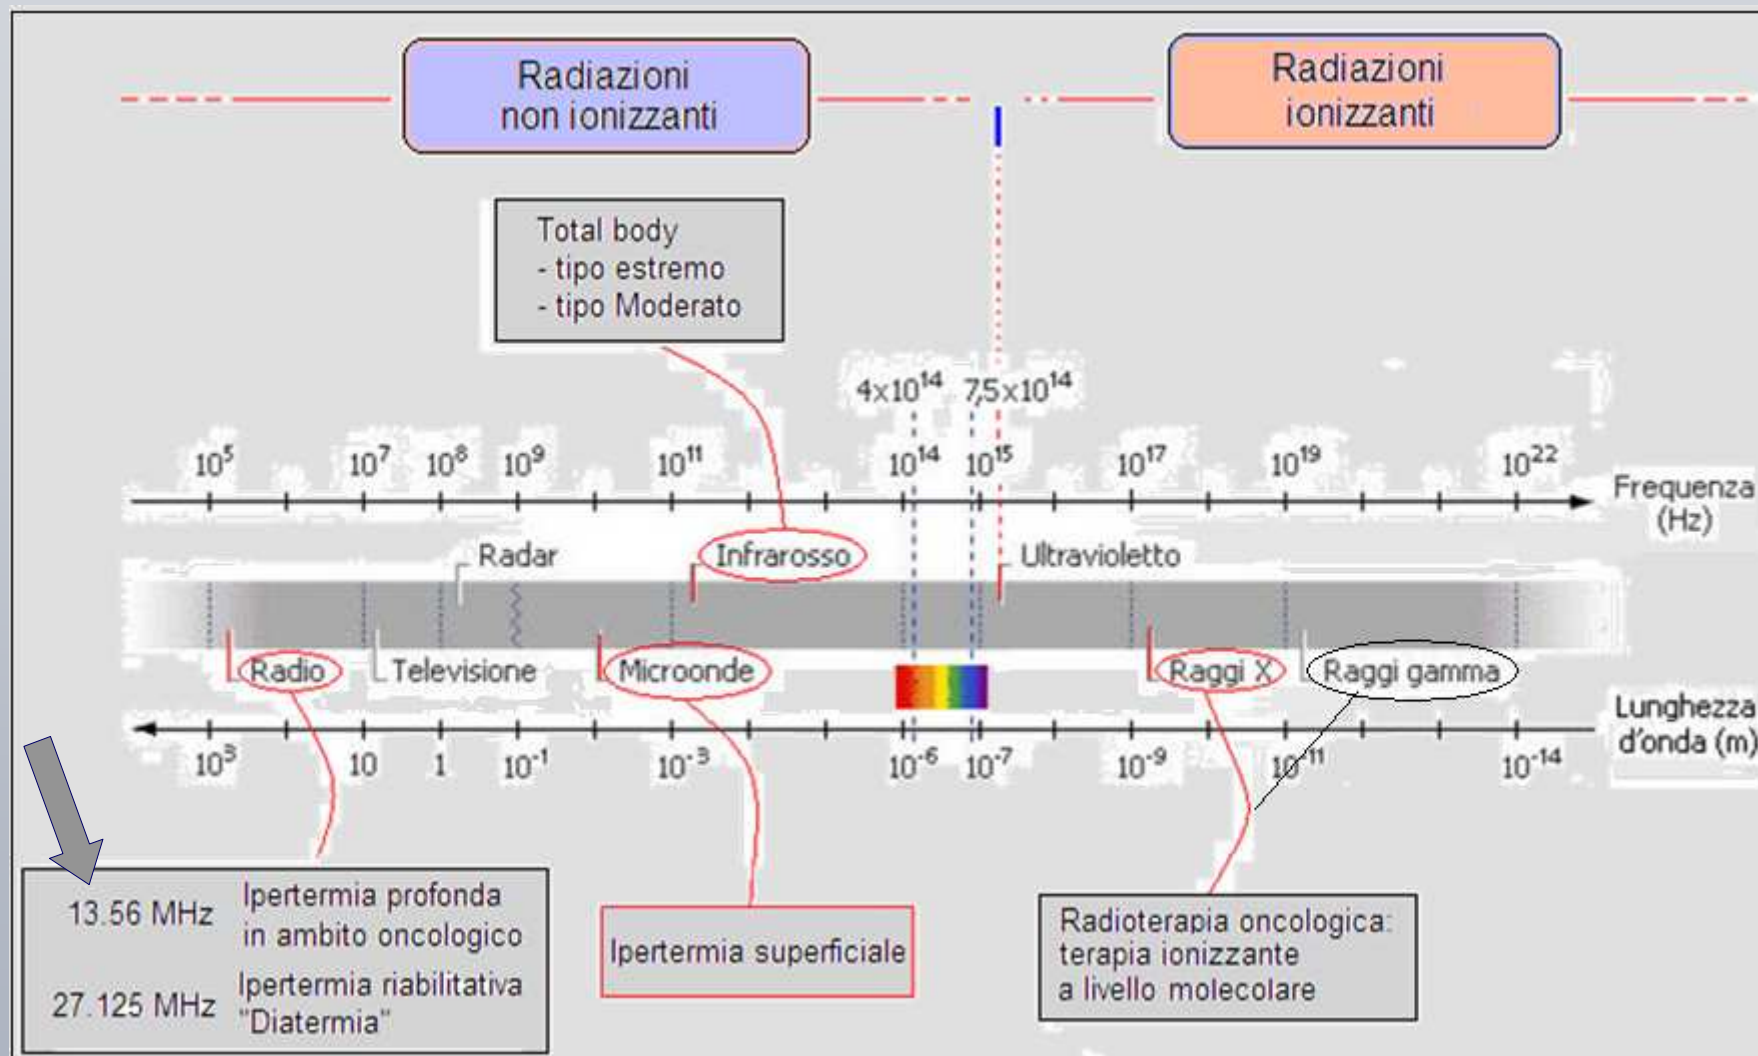 Radiazioni
non ionizzanti
Radiazioni
ionizzanti
Total body
- tipo estremo
- tipo Moderato
4x10¹⁴ 7,5x10¹⁴
10⁵ 10⁷ 10⁸ 10⁹ 10¹¹ 10¹⁴ 10¹⁵ 10¹⁷ 10¹⁹ 10²²
Frequenza
(Hz)
Radar Infrarosso Ultravioletto
Radio Televisione Microonde Raggi X Raggi gamma
Lunghezza
d'onda (m)
10³ 10 1 10⁻¹ 10⁻³ 10⁻⁶ 10⁻⁷ 10⁻⁹ 10⁻¹¹ 10⁻¹⁴
13.56 MHz Ipertermia profonda
in ambito oncologico
27.125 MHz Ipertermia riabilitativa
"Diatermia"
Ipertermia superficiale
Radioterapia oncologica:
terapia ionizzante
a livello molecolare